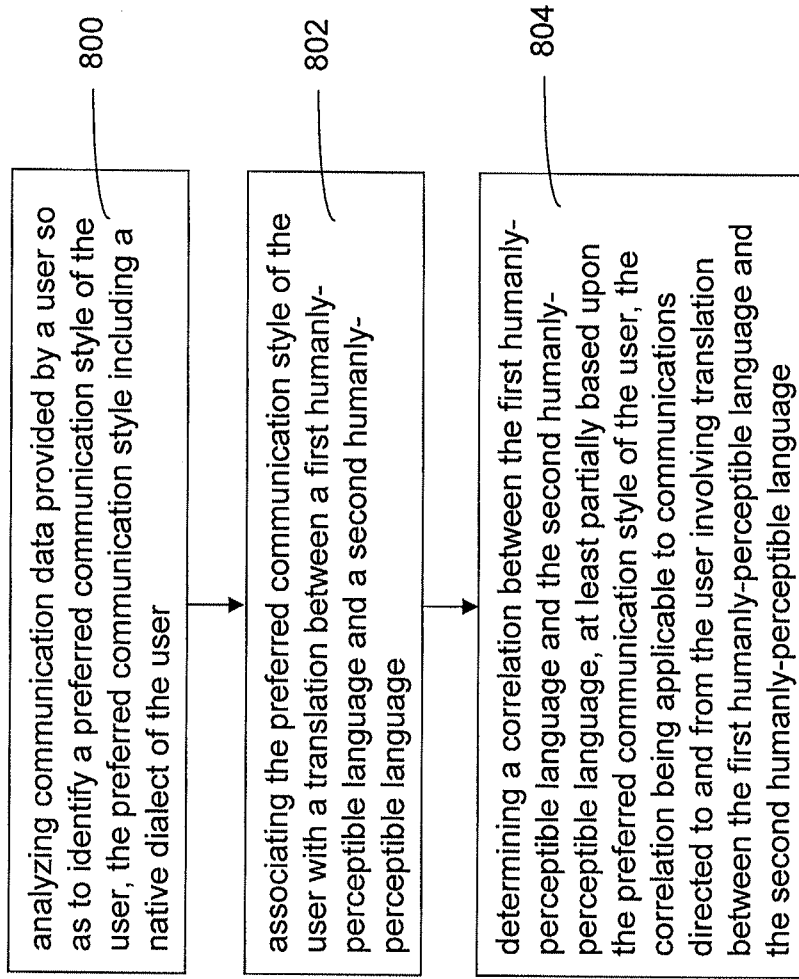 analyzing communication data provided by a user so
as to identify a preferred communication style of the
user, the preferred communication style including a
native dialect of the user
800
associating the preferred communication style of the
user with a translation between a first humanly-
perceptible language and a second humanly-
perceptible language
802
determining a correlation between the first humanly-
perceptible language and the second humanly-
perceptible language, at least partially based upon
the preferred communication style of the user, the
correlation being applicable to communications
directed to and from the user involving translation
between the first humanly-perceptible language and
the second humanly-perceptible language
804